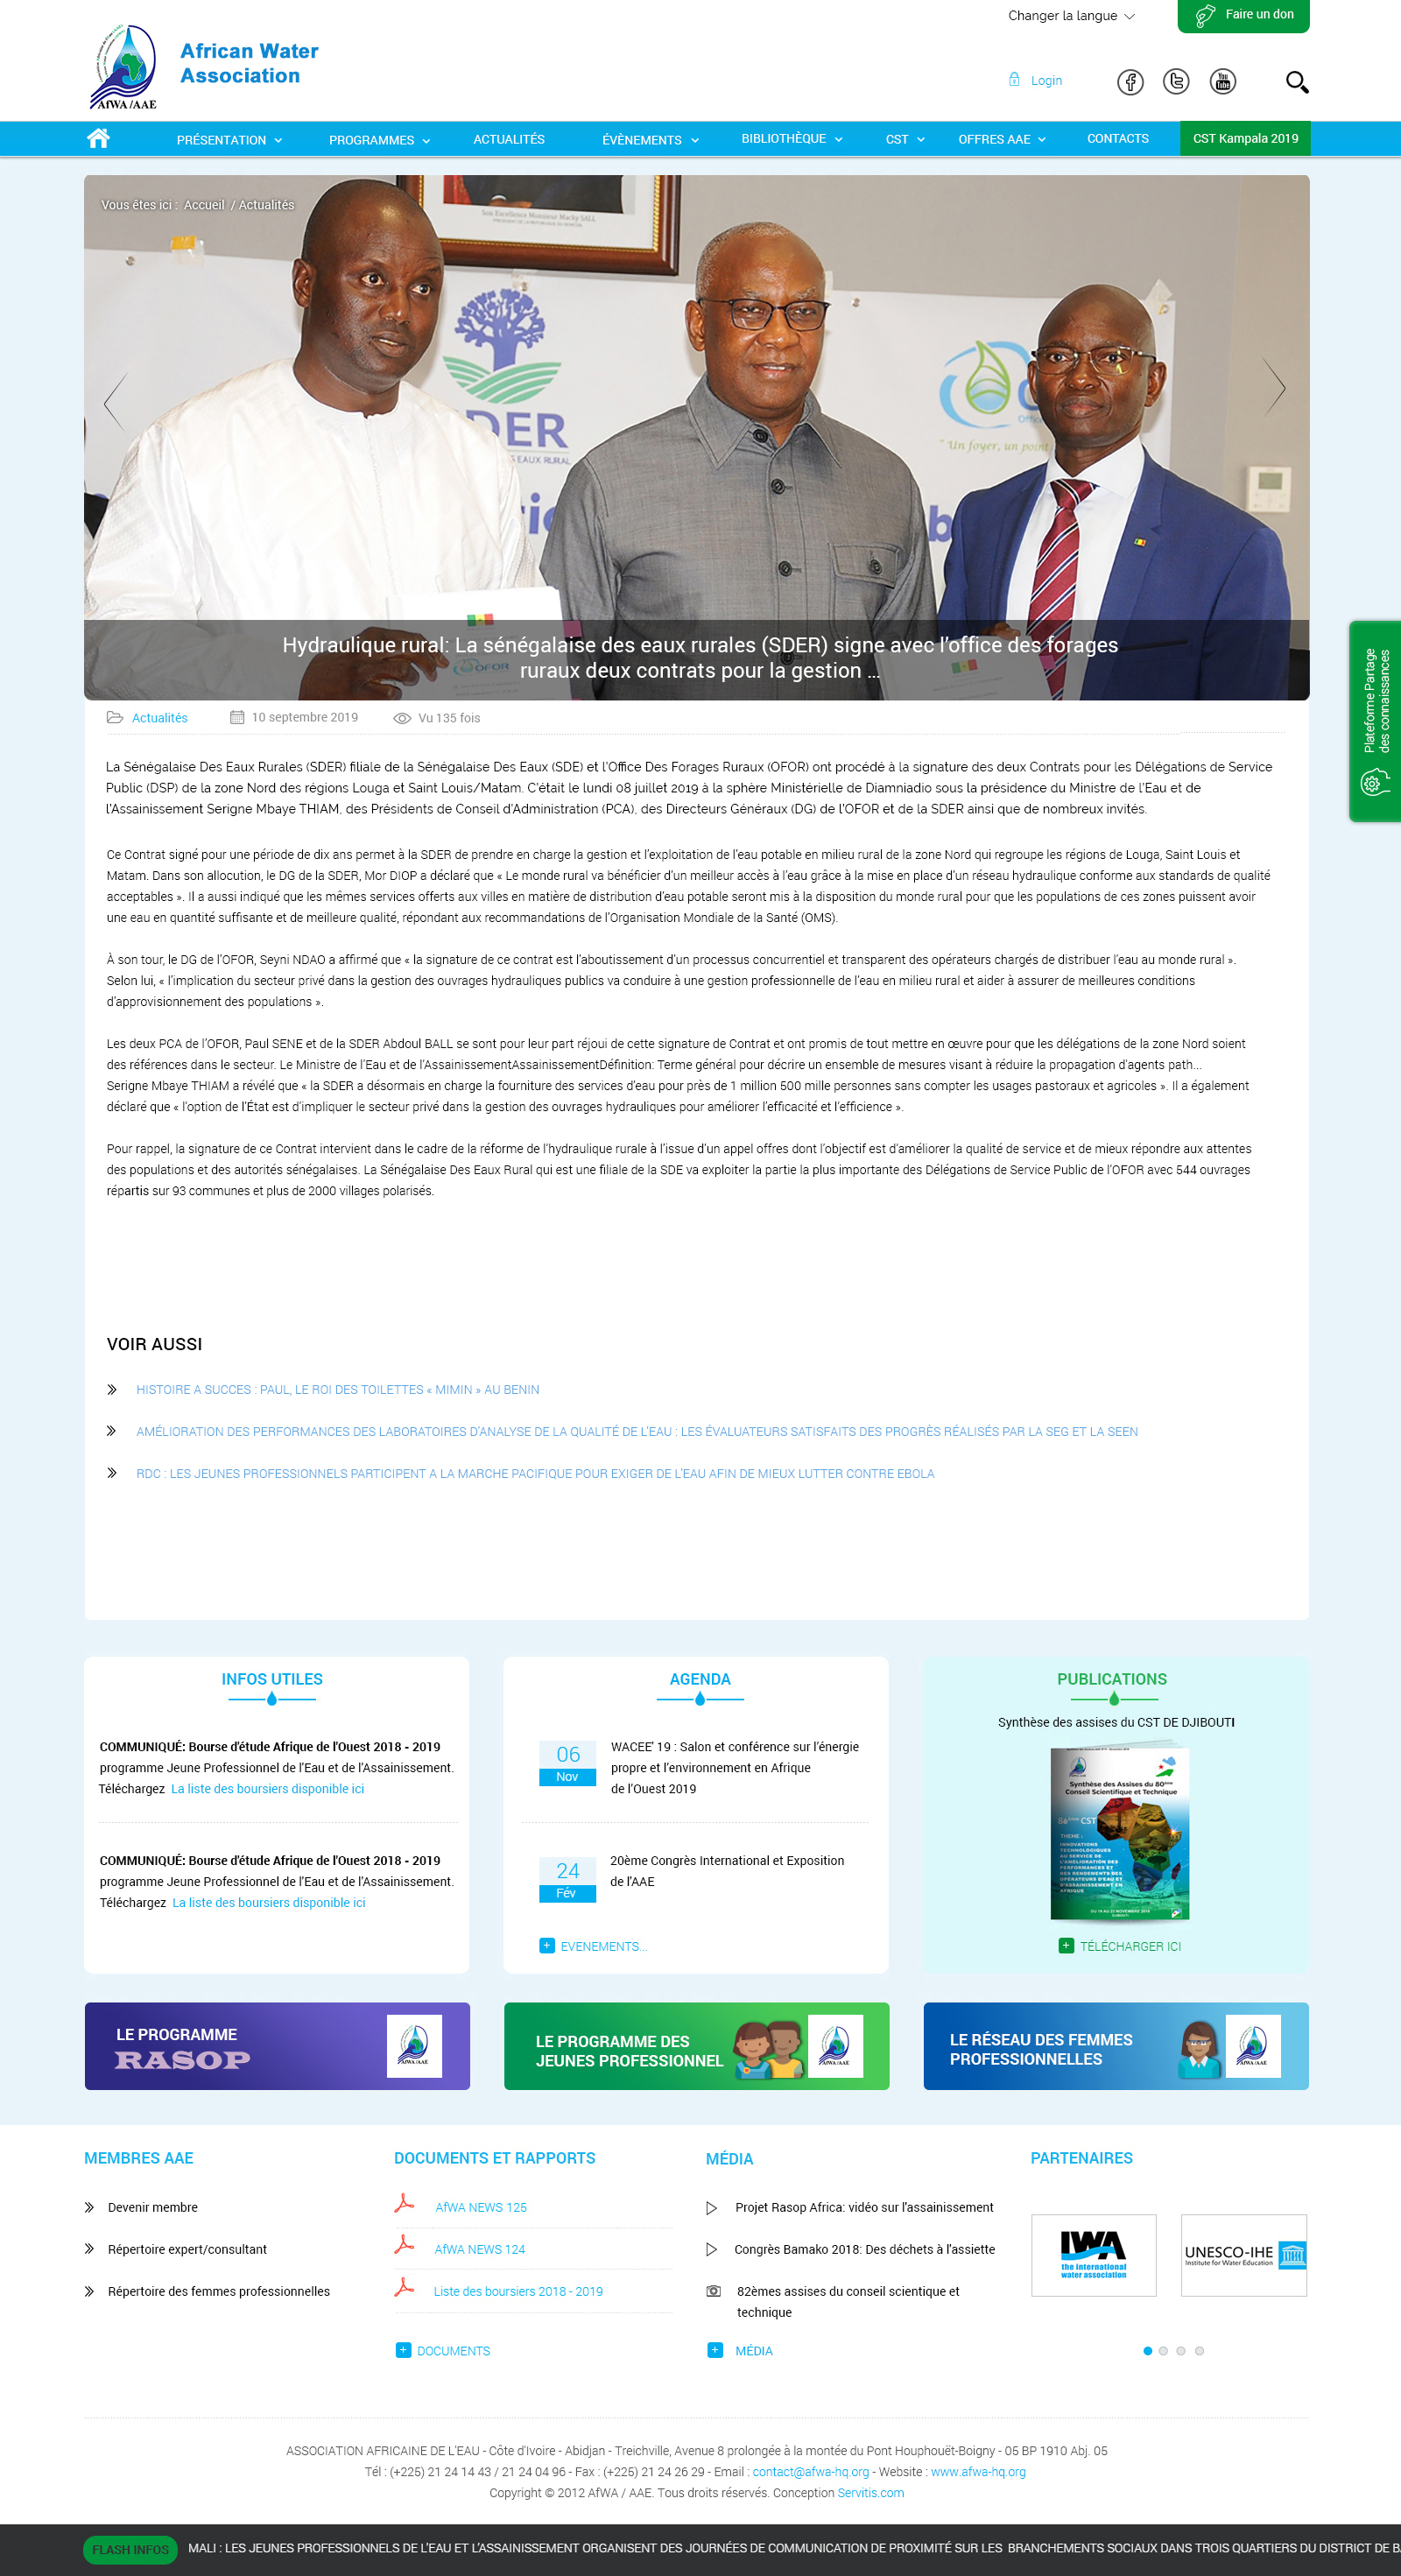 Changer la langue
Faire un don
African Water
Association
AfWA /AAE
Login
You
Tube
PRÉSENTATION
PROGRAMMES
ACTUALITÉS
ÉVÈNEMENTS
BIBLIOTHÈQUE
CST
OFFRES AAE
CONTACTS
CST Kampala 2019
Vous êtes ici : Accueil / Actualités
Son Excellence Monsieur Macky SALL
DER
EAUX RURAL
" Un foyer, un point
OFOR
Hydraulique rural: La sénégalaise des eaux rurales (SDER) signe avec l'office des forages
ruraux deux contrats pour la gestion ...
Plateforme Partage
des connaissances
Actualités
10 septembre 2019
Vu 135 fois
La Sénégalaise Des Eaux Rurales (SDER) filiale de la Sénégalaise Des Eaux (SDE) et l'Office Des Forages Ruraux (OFOR) ont procédé à la signature des deux Contrats pour les Délégations de Service
Public (DSP) de la zone Nord des régions Louga et Saint Louis/Matam. C'était le lundi 08 juillet 2019 à la sphère Ministérielle de Diamniadio sous la présidence du Ministre de l'Eau et de
l'Assainissement Serigne Mbaye THIAM, des Présidents de Conseil d'Administration (PCA), des Directeurs Généraux (DG) de l'OFOR et de la SDER ainsi que de nombreux invités.
Ce Contrat signé pour une période de dix ans permet à la SDER de prendre en charge la gestion et l'exploitation de l'eau potable en milieu rural de la zone Nord qui regroupe les régions de Louga, Saint Louis et
Matam. Dans son allocution, le DG de la SDER, Mor DIOP a déclaré que « Le monde rural va bénéficier d'un meilleur accès à l'eau grâce à la mise en place d'un réseau hydraulique conforme aux standards de qualité
acceptables ». Il a aussi indiqué que les mêmes services offerts aux villes en matière de distribution d'eau potable seront mis à la disposition du monde rural pour que les populations de ces zones puissent avoir
une eau en quantité suffisante et de meilleure qualité, répondant aux recommandations de l'Organisation Mondiale de la Santé (OMS).
À son tour, le DG de l'OFOR, Seyni NDAO a affirmé que « la signature de ce contrat est l'aboutissement d'un processus concurrentiel et transparent des opérateurs chargés de distribuer l'eau au monde rural ».
Selon lui, « l'implication du secteur privé dans la gestion des ouvrages hydrauliques publics va conduire à une gestion professionnelle de l'eau en milieu rural et aider à assurer de meilleures conditions
d'approvisionnement des populations ».
Les deux PCA de l'OFOR, Paul SENE et de la SDER Abdoul BALL se sont pour leur part réjoui de cette signature de Contrat et ont promis de tout mettre en œuvre pour que les délégations de la zone Nord soient
des références dans le secteur. Le Ministre de l'Eau et de l'AssainissementAssainissementDéfinition: Terme général pour décrire un ensemble de mesures visant à réduire la propagation d'agents path...
Serigne Mbaye THIAM a révélé que « la SDER a désormais en charge la fourniture des services d'eau pour près de 1 million 500 mille personnes sans compter les usages pastoraux et agricoles ». Il a également
déclaré que « l'option de l'État est d'impliquer le secteur privé dans la gestion des ouvrages hydrauliques pour améliorer l'efficacité et l'efficience ».
Pour rappel, la signature de ce Contrat intervient dans le cadre de la réforme de l'hydraulique rurale à l'issue d'un appel offres dont l'objectif est d'améliorer la qualité de service et de mieux répondre aux attentes
des populations et des autorités sénégalaises. La Sénégalaise Des Eaux Rural qui est une filiale de la SDE va exploiter la partie la plus importante des Délégations de Service Public de l'OFOR avec 544 ouvrages
répartis sur 93 communes et plus de 2000 villages polarisés.
VOIR AUSSI
HISTOIRE A SUCCES : PAUL, LE ROI DES TOILETTES « MIMIN » AU BENIN
AMÉLIORATION DES PERFORMANCES DES LABORATOIRES D'ANALYSE DE LA QUALITÉ DE L'EAU : LES ÉVALUATEURS SATISFAITS DES PROGRÈS RÉALISÉS PAR LA SEG ET LA SEEN
RDC : LES JEUNES PROFESSIONNELS PARTICIPENT A LA MARCHE PACIFIQUE POUR EXIGER DE L'EAU AFIN DE MIEUX LUTTER CONTRE EBOLA
INFOS UTILES
COMMUNIQUÉ: Bourse d'étude Afrique de l'Ouest 2018 - 2019
programme Jeune Professionnel de l'Eau et de l'Assainissement.
Téléchargez La liste des boursiers disponible ici
COMMUNIQUÉ: Bourse d'étude Afrique de l'Ouest 2018 - 2019
programme Jeune Professionnel de l'Eau et de l'Assainissement.
Téléchargez La liste des boursiers disponible ici
AGENDA
06
Nov
WACEE' 19 : Salon et conférence sur l'énergie
propre et l'environnement en Afrique
de l'Ouest 2019
24
Fév
20ème Congrès International et Exposition
de l'AAE
EVENEMENTS...
PUBLICATIONS
Synthèse des assises du CST DE DJIBOUTI
Synthèse des Assises du 80ème
Conseil Scientifique et Technique
THEME :
INNOVATIONS
TECHNOLOGIQUES
AU SERVICE DE
L'AMÉLIORATION DES
PERFORMANCES ET
DES RENDEMENTS DES
OPÉRATEURS D'EAU ET
D'ASSAINISSEMENT EN
AFRIQUE
TÉLÉCHARGER ICI
LE PROGRAMME
RASOP
AfWA /AAE
LE PROGRAMME DES
JEUNES PROFESSIONNEL
AfWA /AAE
LE RÉSEAU DES FEMMES
PROFESSIONNELLES
AfWA /AAE
MEMBRES AAE
Devenir membre
Répertoire expert/consultant
Répertoire des femmes professionnelles
DOCUMENTS ET RAPPORTS
AfWA NEWS 125
AfWA NEWS 124
Liste des boursiers 2018 - 2019
DOCUMENTS
MÉDIA
Projet Rasop Africa: vidéo sur l'assainissement
Congrès Bamako 2018: Des déchets à l'assiette
82èmes assises du conseil scientique et
technique
MÉDIA
PARTENAIRES
IWA
the international
water association
UNESCO-IHE
Institute for Water Education
ASSOCIATION AFRICAINE DE L'EAU - Côte d'Ivoire - Abidjan - Treichville, Avenue 8 prolongée à la montée du Pont Houphouët-Boigny - 05 BP 1910 Abj. 05
Tél : (+225) 21 24 14 43 / 21 24 04 96 - Fax : (+225) 21 24 26 29 - Email : contact@afwa-hq.org - Website : www.afwa-hq.org
Copyright © 2012 AfWA / AAE. Tous droits réservés. Conception Servitis.com
FLASH INFOS
MALI : LES JEUNES PROFESSIONNELS DE L'EAU ET L'ASSAINISSEMENT ORGANISENT DES JOURNÉES DE COMMUNICATION DE PROXIMITÉ SUR LES BRANCHEMENTS SOCIAUX DANS TROIS QUARTIERS DU DISTRICT DE